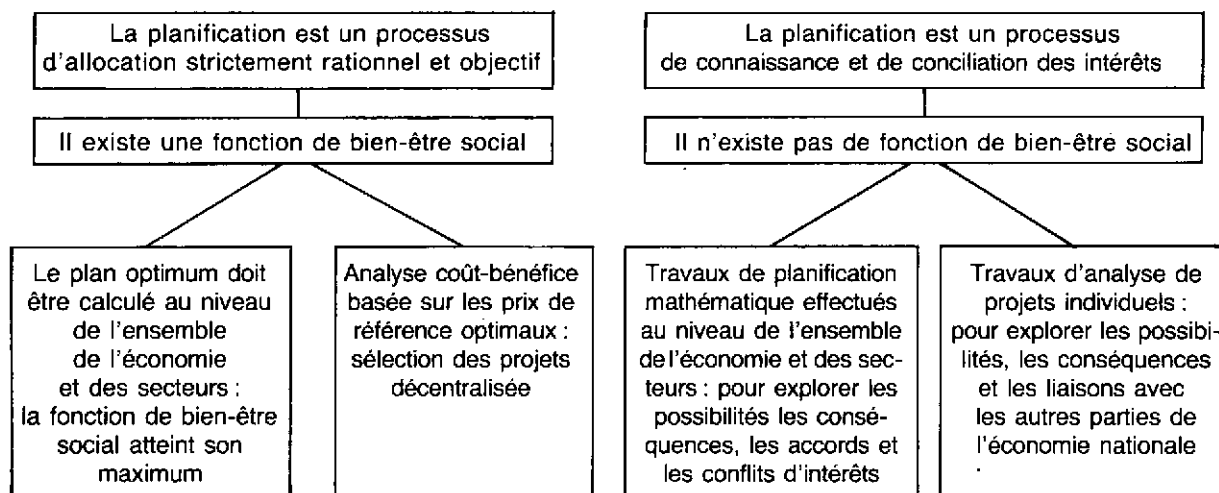 La planification est un processus
d'allocation strictement rationnel et objectif
Il existe une fonction de bien-être social
Le plan optimum doit
être calculé au niveau
de l'ensemble
de l'économie
et des secteurs :
la fonction de bien-être
social atteint son
maximum
Analyse coût-bénéfice
basée sur les prix de
référence optimaux :
sélection des projets
décentralisée
La planification est un processus
de connaissance et de conciliation des intérêts
Il n'existe pas de fonction de bien-être social
Travaux de planification
mathématique effectués
au niveau de l'ensemble
de l'économie et des sec-
teurs : pour explorer les
possibilités les consé-
quences, les accords et
les conflits d'intérêts
Travaux d'analyse de
projets individuels :
pour explorer les possibi-
lités, les conséquences
et les liaisons avec
les autres parties de
l'économie nationale